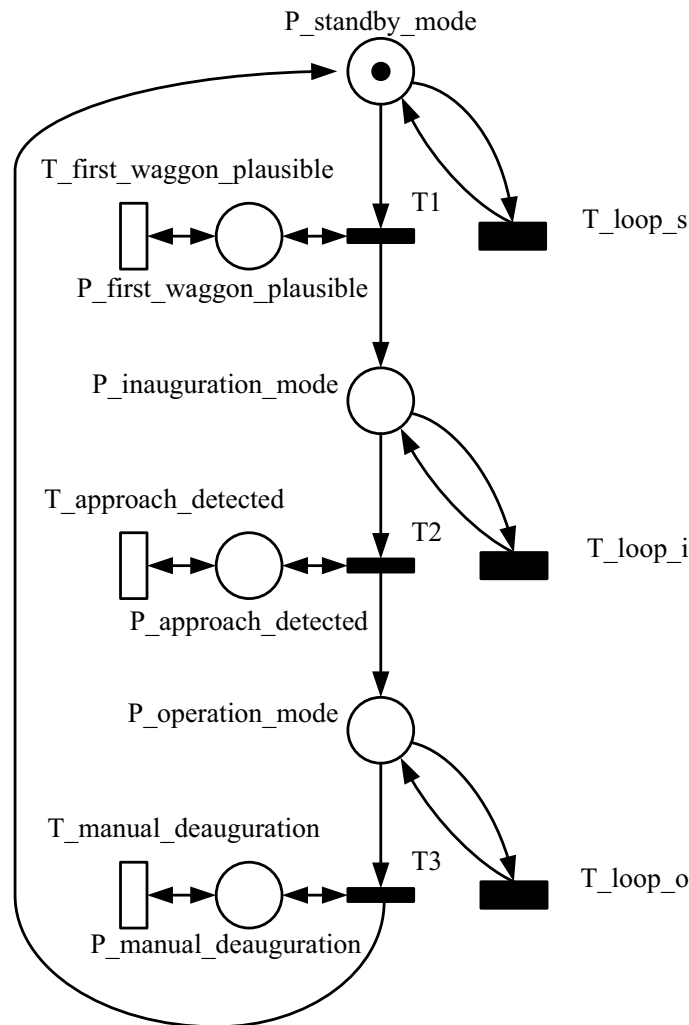 P_standby_mode
T_first_waggon_plausible
T1
T_loop_s
P_first_waggon_plausible
P_inauguration_mode
T_approach_detected
T2
T_loop_i
P_approach_detected
P_operation_mode
T_manual_deauguration
T3
T_loop_o
P_manual_deauguration